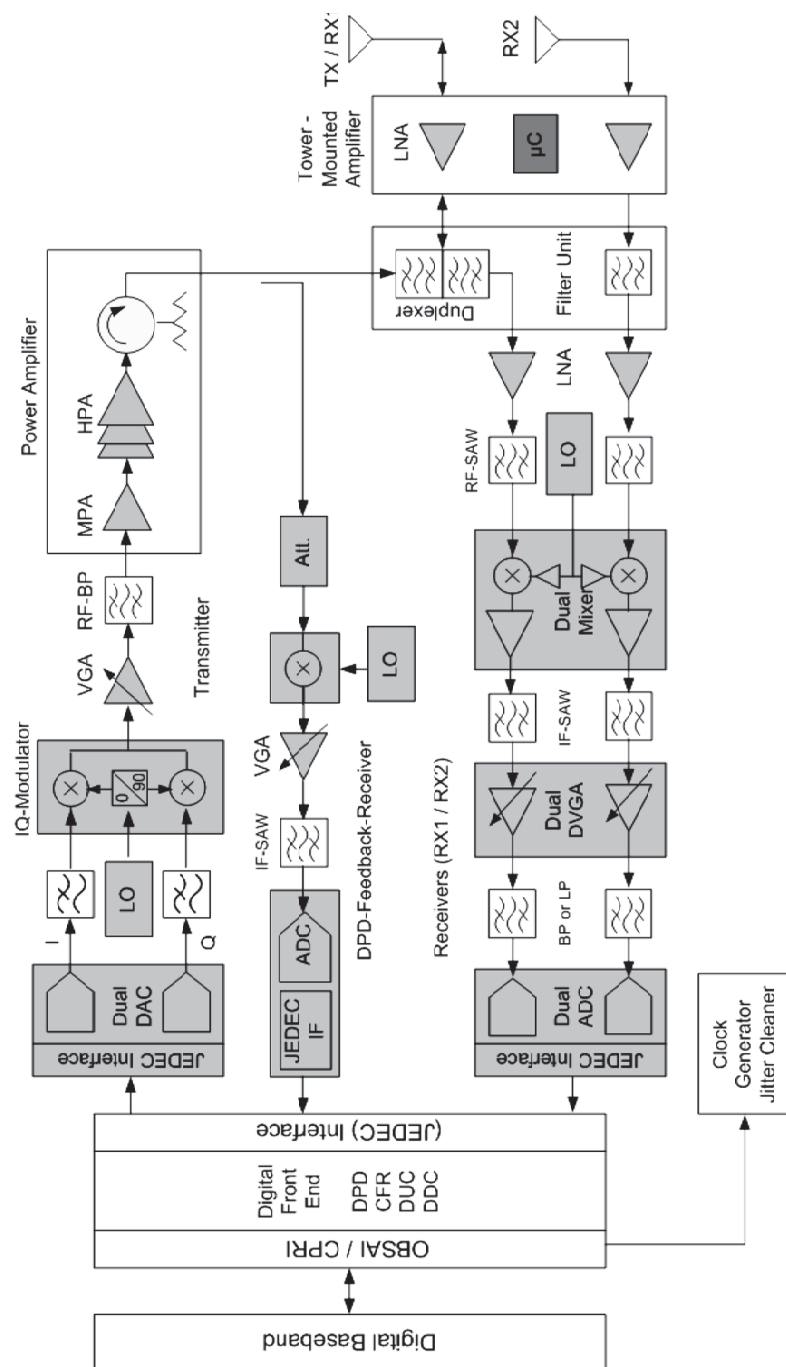 Digital Baseband
OBSAI / CPRI
Digital
Front
End
DPD
CFR
DUC
DDC
(JEDEC) Interface
Clock
Generator
Jitter Cleaner
JEDEC Interface
Dual
DAC
I
Q
LO
IQ-Modulator
0
90
VGA
Transmitter
RF-BP
Power Amplifier
MPA
HPA
JEDEC
IF
ADC
DPD-Feedback-Receiver
IF-SAW
VGA
LO
Att.
JEDEC Interface
Dual
ADC
Receivers (RX1 / RX2)
BP or LP
Dual
DVGA
IF-SAW
Dual
Mixer
LO
RF-SAW
LNA
Duplexer
Filter Unit
Tower -
Mounted
Amplifier
LNA
µC
TX / RX1
RX2